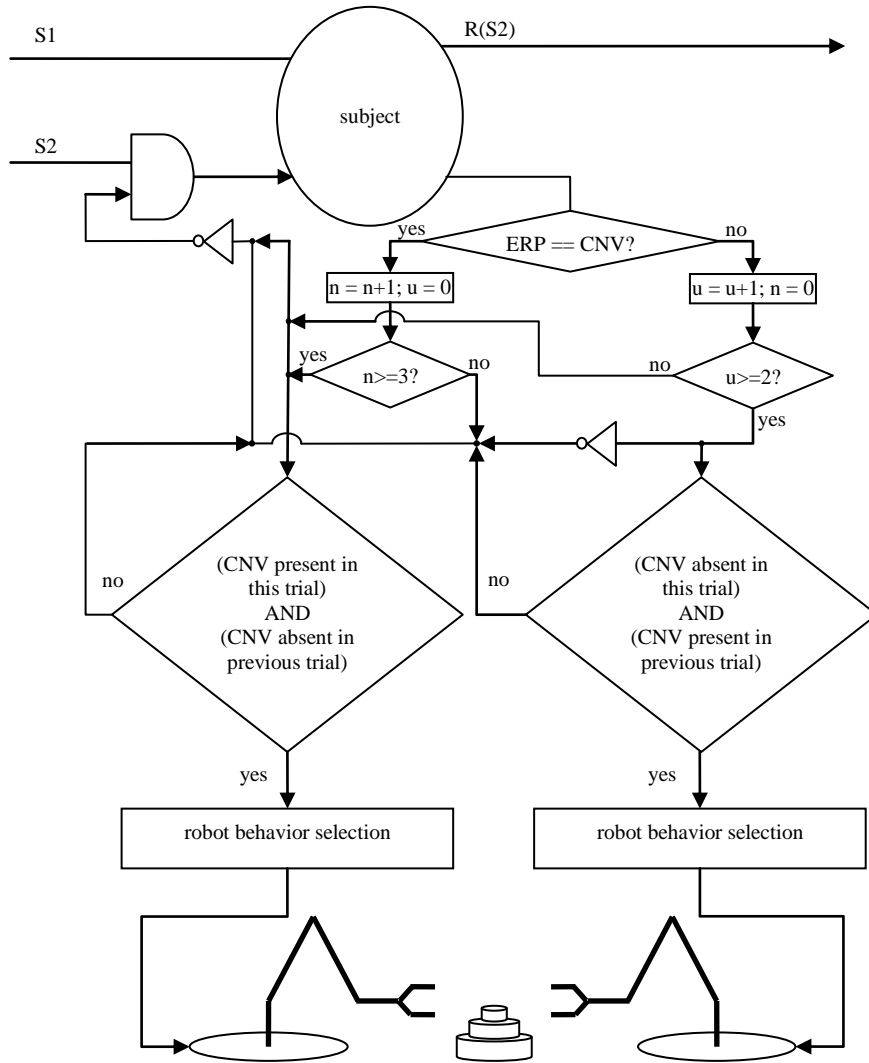 S1
R(S2)
subject
S2
yes
ERP == CNV?
no
n = n+1; u = 0
u = u+1; n = 0
yes
n>=3?
no
no
u>=2?
yes
(CNV present in
this trial)
AND
(CNV absent in
previous trial)
no
(CNV absent in
this trial)
AND
(CNV present in
previous trial)
no
yes
yes
robot behavior selection
robot behavior selection